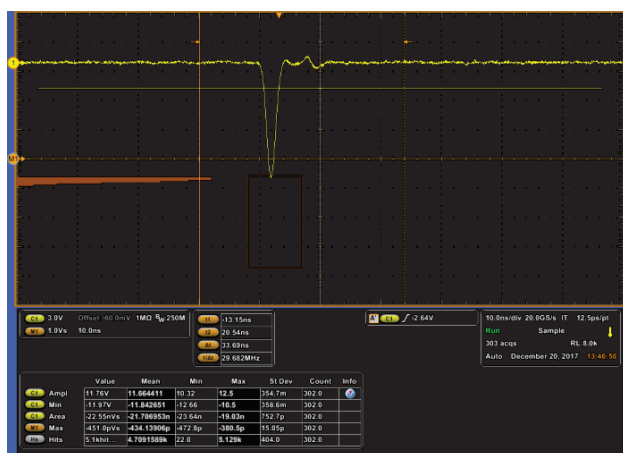 1
M1
C1 3.0V Offset -60.0mV 1MΩ BW:250M
M1 1.0Vs 10.0ns
t1 -13.15ns
t2 20.54ns
Δt 33.69ns
1/Δt 29.682MHz
A' C1 -2.64V
10.0ns/div 20.0GS/s IT 12.5ps/pt
Run Sample
303 acqs RL 8.0k
Auto December 20, 2017 13:46:50
Value Mean Min Max St Dev Count Info
C1 Ampl 11.76V 11.664411 10.32 12.5 354.7m 302.0
C1 Min -11.97V -11.842651 -12.66 -10.5 358.6m 302.0
C1 Area -22.55nVs -21.706953n -23.64n -19.03n 752.7p 302.0
M1 Max -451.0pVs -434.13906p -472.8p -380.5p 15.05p 302.0
Hs Hits 5.1khit... 4.7091589k 22.0 5.129k 404.0 302.0